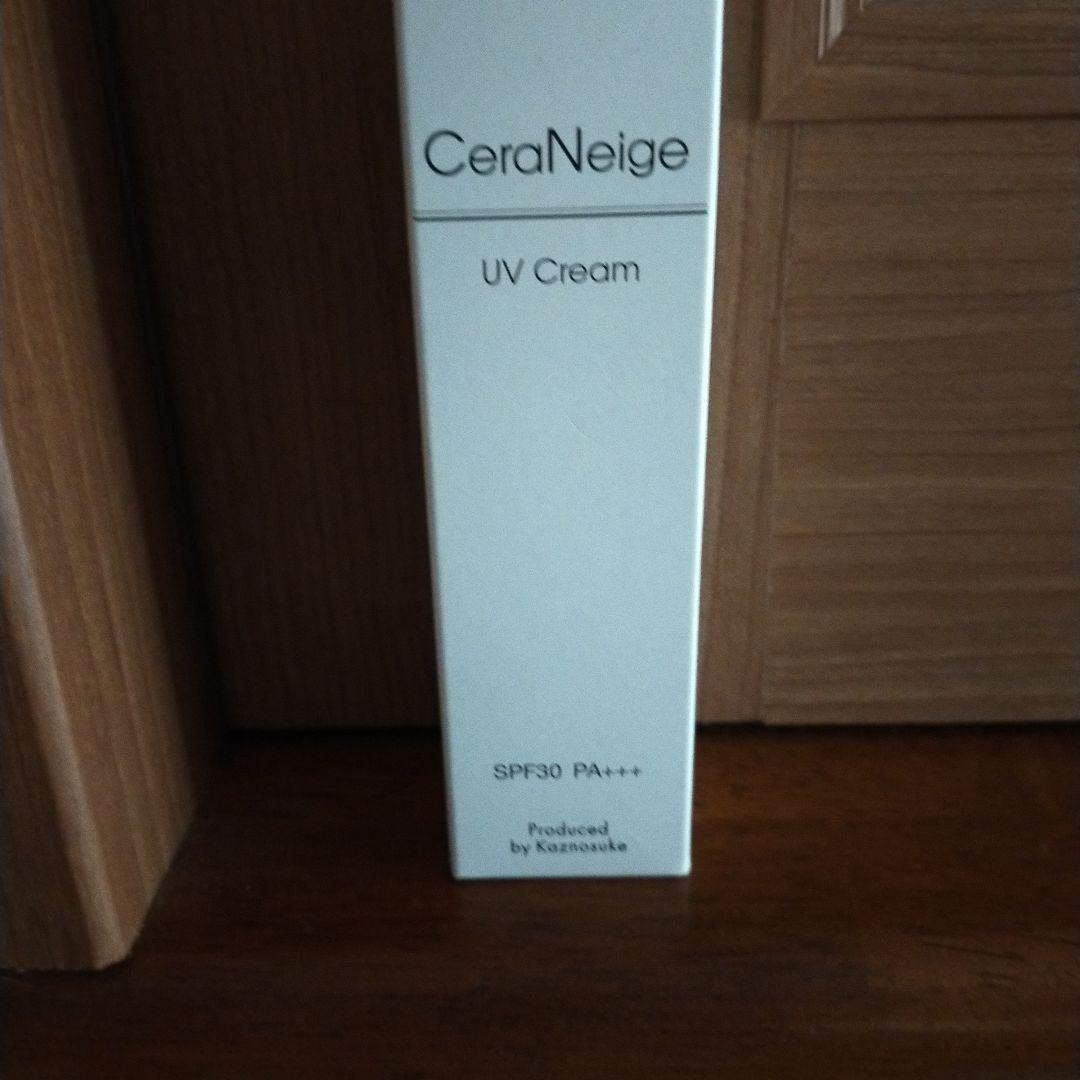 CeraNeige
UV Cream
SPF30 PA+++
Produced
by Kaznosuke